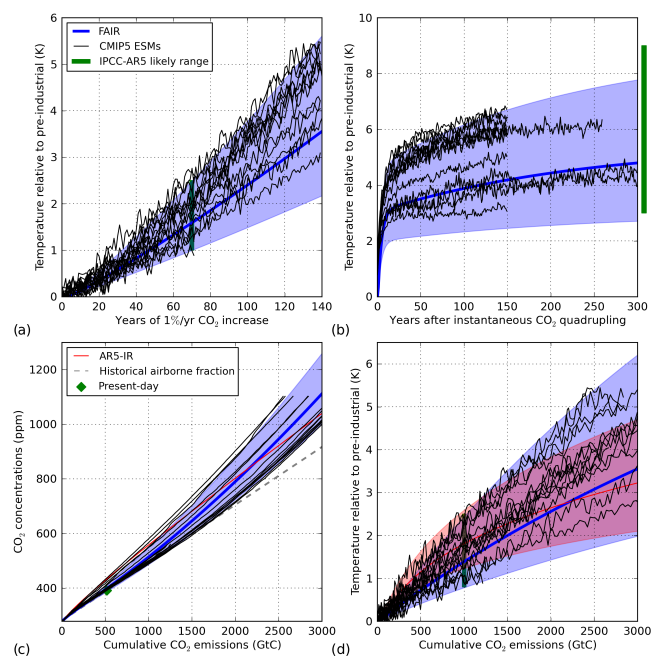 FAIR
CMIP5 ESMs
IPCC-AR5 likely range
Temperature relative to pre-industrial (K)
0 1 2 3 4 5 6
0 20 40 60 80 100 120 140
Years of 1%/yr CO₂ increase
(a)
Temperature relative to pre-industrial (K)
0 2 4 6 8 10
0 50 100 150 200 250 300
Years after instantaneous CO₂ quadrupling
(b)
AR5-IR
Historical airborne fraction
Present-day
CO₂ concentrations (ppm)
400 600 800 1000 1200
0 500 1000 1500 2000 2500 3000
Cumulative CO₂ emissions (GtC)
(c)
Temperature relative to pre-industrial (K)
0 1 2 3 4 5 6
0 500 1000 1500 2000 2500 3000
Cumulative CO₂ emissions (GtC)
(d)